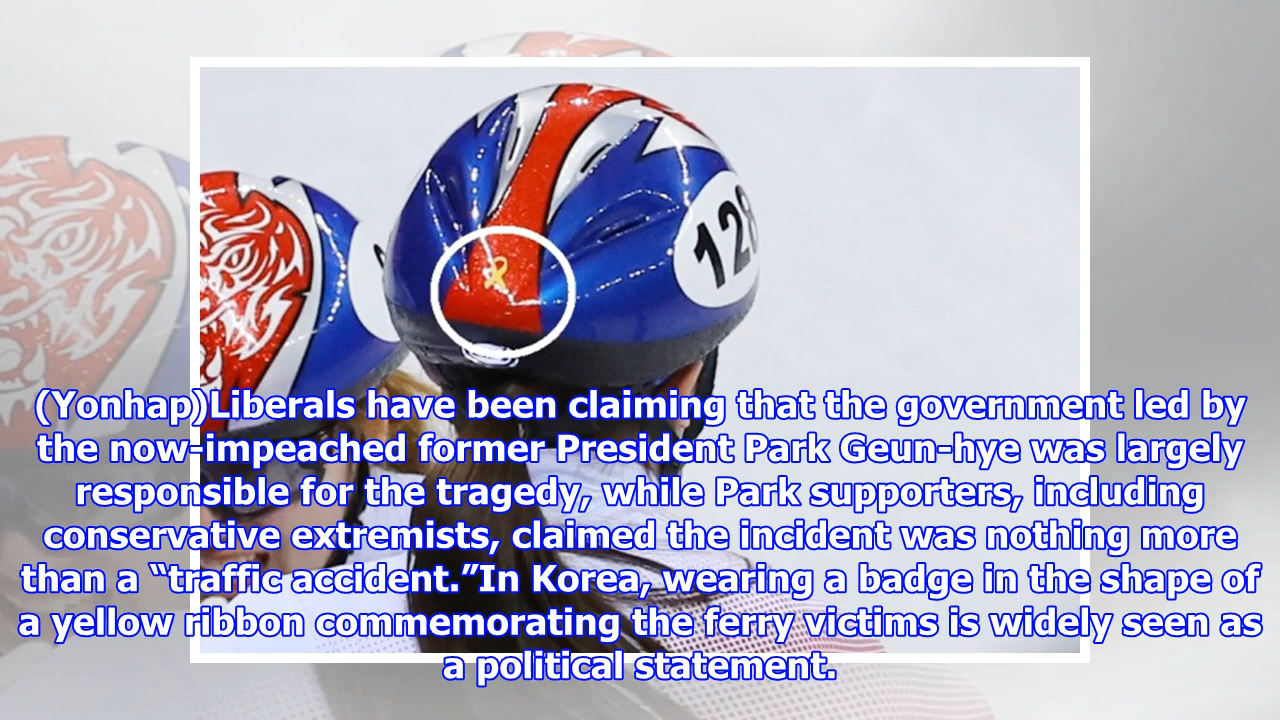 128
(Yonhap)Liberals have been claiming that the government led by
the now-impeached former President Park Geun-hye was largely
responsible for the tragedy, while Park supporters, including
conservative extremists, claimed the incident was nothing more
than a “traffic accident.”In Korea, wearing a badge in the shape of
a yellow ribbon commemorating the ferry victims is widely seen as
a political statement.